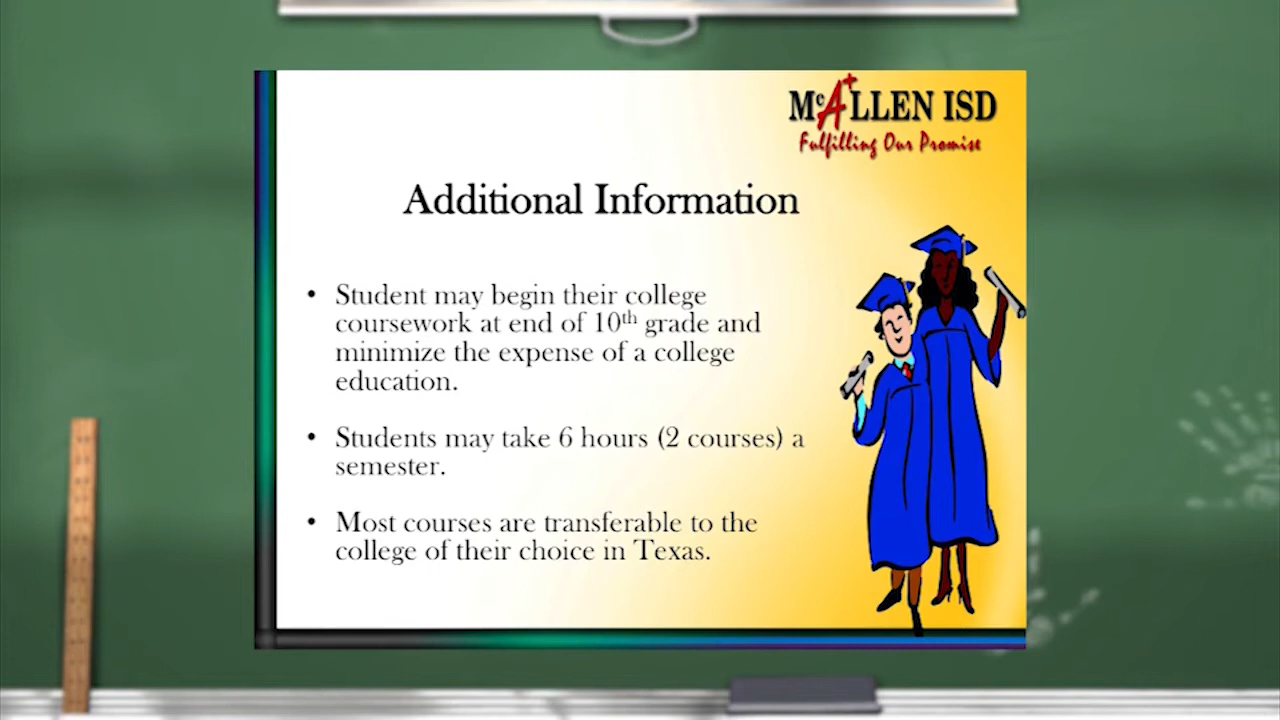 McALLEN ISD
Fulfilling Our Promise
Additional Information
• Student may begin their college
coursework at end of 10th grade and
minimize the expense of a college
education.
• Students may take 6 hours (2 courses) a
semester.
• Most courses are transferable to the
college of their choice in Texas.